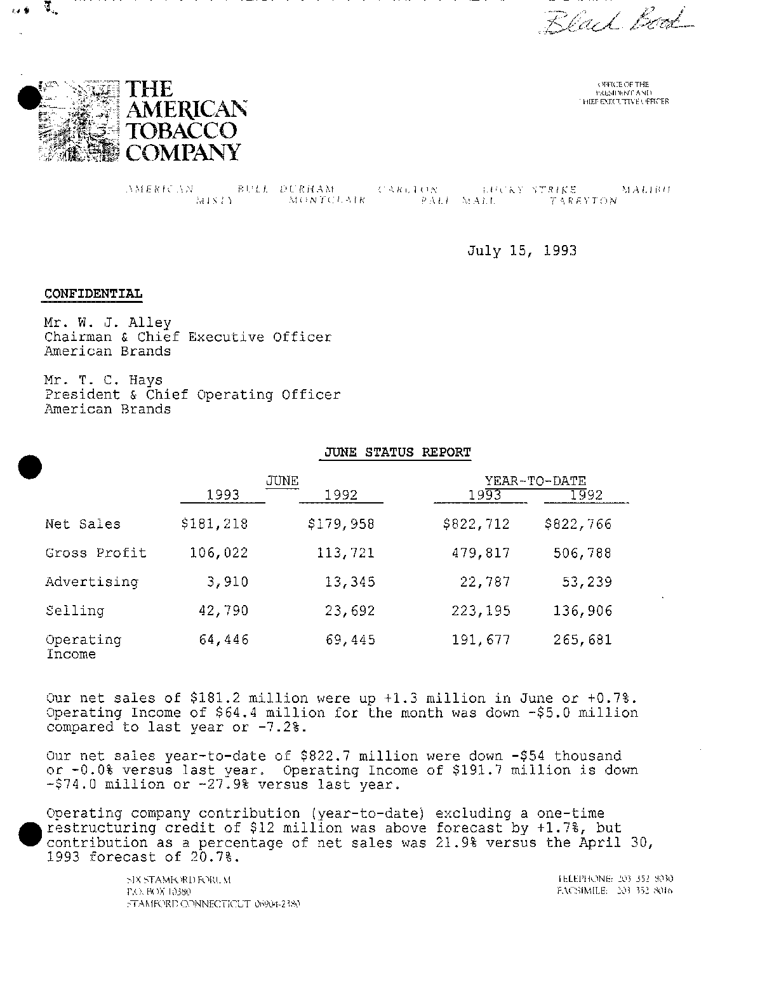 Black Book
THE
AMERICAN
TOBACCO
COMPANY
OFFICE OF THE
PRESIDENT AND
CHIEF EXECUTIVE OFFICER
AMERICAN BULL DURHAM CARLTON LUCKY STRIKE MALIBU
MISTY MONTCLAIR PALL MALL TAREYTON
July 15, 1993
CONFIDENTIAL
Mr. W. J. Alley
Chairman & Chief Executive Officer
American Brands
Mr. T. C. Hays
President & Chief Operating Officer
American Brands
JUNE STATUS REPORT
JUNE YEAR-TO-DATE
1993 1992 1993 1992
Net Sales $181,218 $179,958 $822,712 $822,766
Gross Profit 106,022 113,721 479,817 506,788
Advertising 3,910 13,345 22,787 53,239
Selling 42,790 23,692 223,195 136,906
Operating 64,446 69,445 191,677 265,681
Income
Our net sales of $181.2 million were up +1.3 million in June or +0.7%.
Operating Income of $64.4 million for the month was down -$5.0 million
compared to last year or -7.2%.
Our net sales year-to-date of $822.7 million were down -$54 thousand
or -0.0% versus last year. Operating Income of $191.7 million is down
-$74.0 million or -27.9% versus last year.
Operating company contribution (year-to-date) excluding a one-time
restructuring credit of $12 million was above forecast by +1.7%, but
contribution as a percentage of net sales was 21.9% versus the April 30,
1993 forecast of 20.7%.
SIX STAMFORD FORUM
P.O. BOX 10380
STAMFORD CONNECTICUT 06904-2380
TELEPHONE: 203 352 8030
FACSIMILE: 203 352 8016